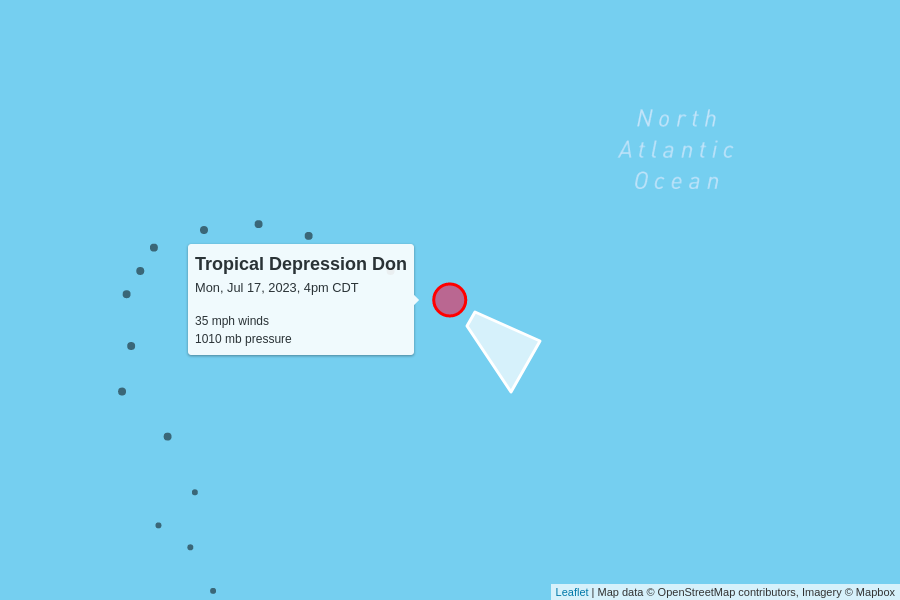 North
Atlantic
Ocean
Tropical Depression Don
Mon, Jul 17, 2023, 4pm CDT
35 mph winds
1010 mb pressure
Leaflet | Map data © OpenStreetMap contributors, Imagery © Mapbox